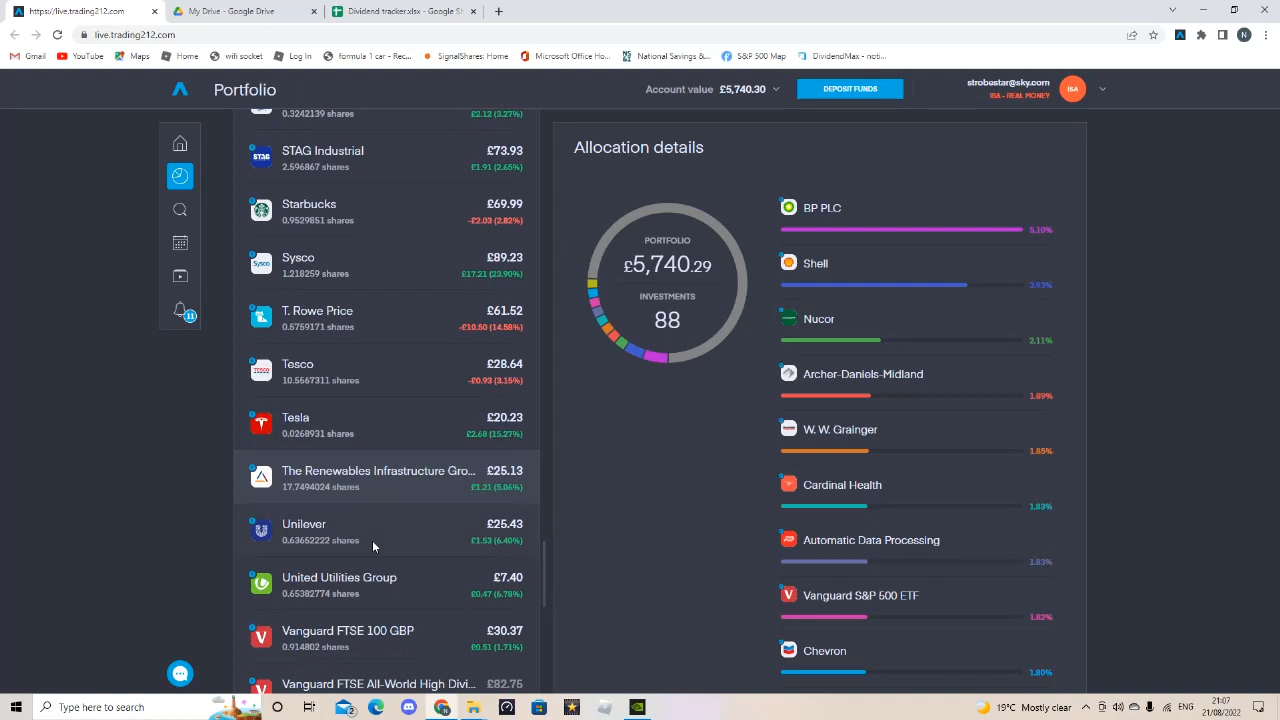 https://live.trading212.com
My Drive - Google Drive
Dividend tracker.xlsx - Google Sh
live.trading212.com
Gmail
YouTube
Maps
Home
wifi socket
Log In
formula 1 car - Rec...
SignalShares: Home
Microsoft Office Ho...
National Savings &...
S&P 500 Map
DividendMax - noti...
Portfolio
Account value £5,740.30
DEPOSIT FUNDS
strobestar@sky.com
ISA - REAL MONEY
ISA
0.3242139 shares
£2.12 (3.27%)
STAG Industrial
£73.93
2.596867 shares
£1.91 (2.65%)
Starbucks
£69.99
0.9529851 shares
-£2.03 (2.82%)
Sysco
£89.23
1.218259 shares
£17.21 (23.90%)
T. Rowe Price
£61.52
0.5759171 shares
-£10.50 (14.58%)
Tesco
£28.64
10.5567311 shares
-£0.93 (3.15%)
Tesla
£20.23
0.0268931 shares
£2.68 (15.27%)
The Renewables Infrastructure Gro...
£25.13
17.7494024 shares
£1.21 (5.06%)
Unilever
£25.43
0.63652222 shares
£1.53 (6.40%)
United Utilities Group
£7.40
0.65382774 shares
£0.47 (6.78%)
Vanguard FTSE 100 GBP
£30.37
0.914802 shares
£0.51 (1.71%)
Vanguard FTSE All-World High Divi...
£82.75
11
Allocation details
PORTFOLIO
£5,740.29
INVESTMENTS
88
BP PLC
5.10%
Shell
3.93%
Nucor
2.11%
Archer-Daniels-Midland
1.89%
W. W. Grainger
1.85%
Cardinal Health
1.83%
Automatic Data Processing
1.83%
Vanguard S&P 500 ETF
1.82%
Chevron
1.80%
Type here to search
19°C Mostly clear
ENG
21:07